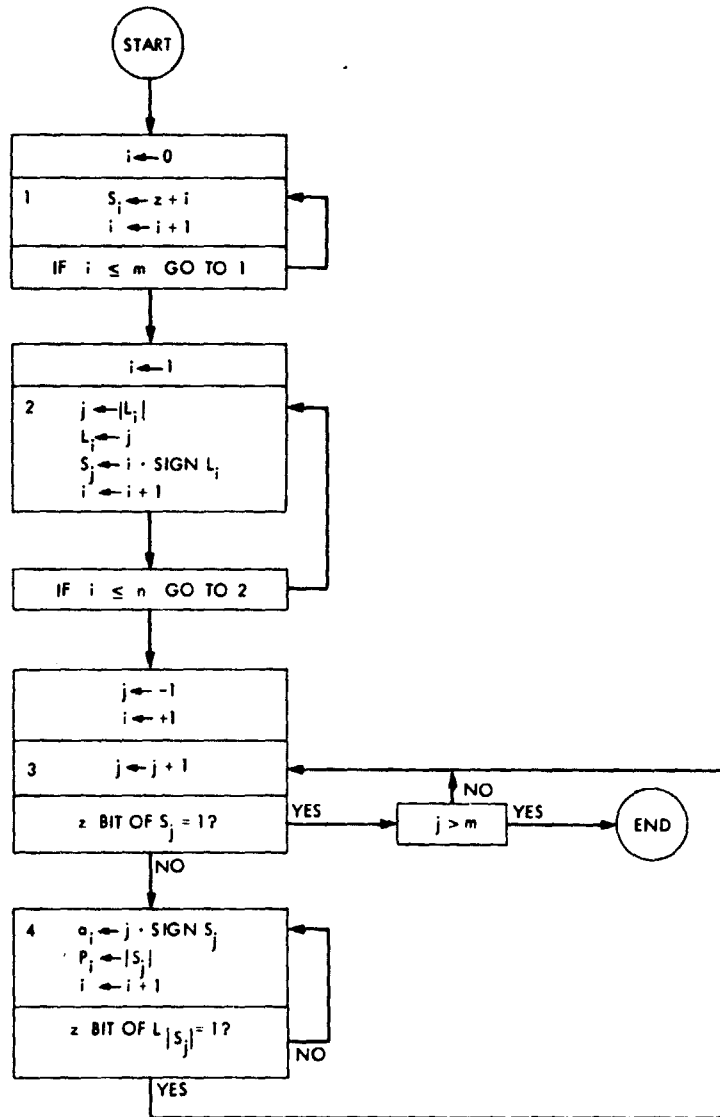 START
i ← 0
1 S_i ← z + i
i ← i + 1
IF i ≤ m GO TO 1
i ← 1
2 j ← |L_i|
L_i ← j
S_j ← i · SIGN L_i
i ← i + 1
IF i ≤ n GO TO 2
j ← -1
i ← +1
3 j ← j + 1
z BIT OF S_j = 1?
YES
j > m
NO
YES
END
NO
4 a_i ← j · SIGN S_j
P_i ← |S_j|
i ← i + 1
z BIT OF L_|S_j| = 1?
NO
YES